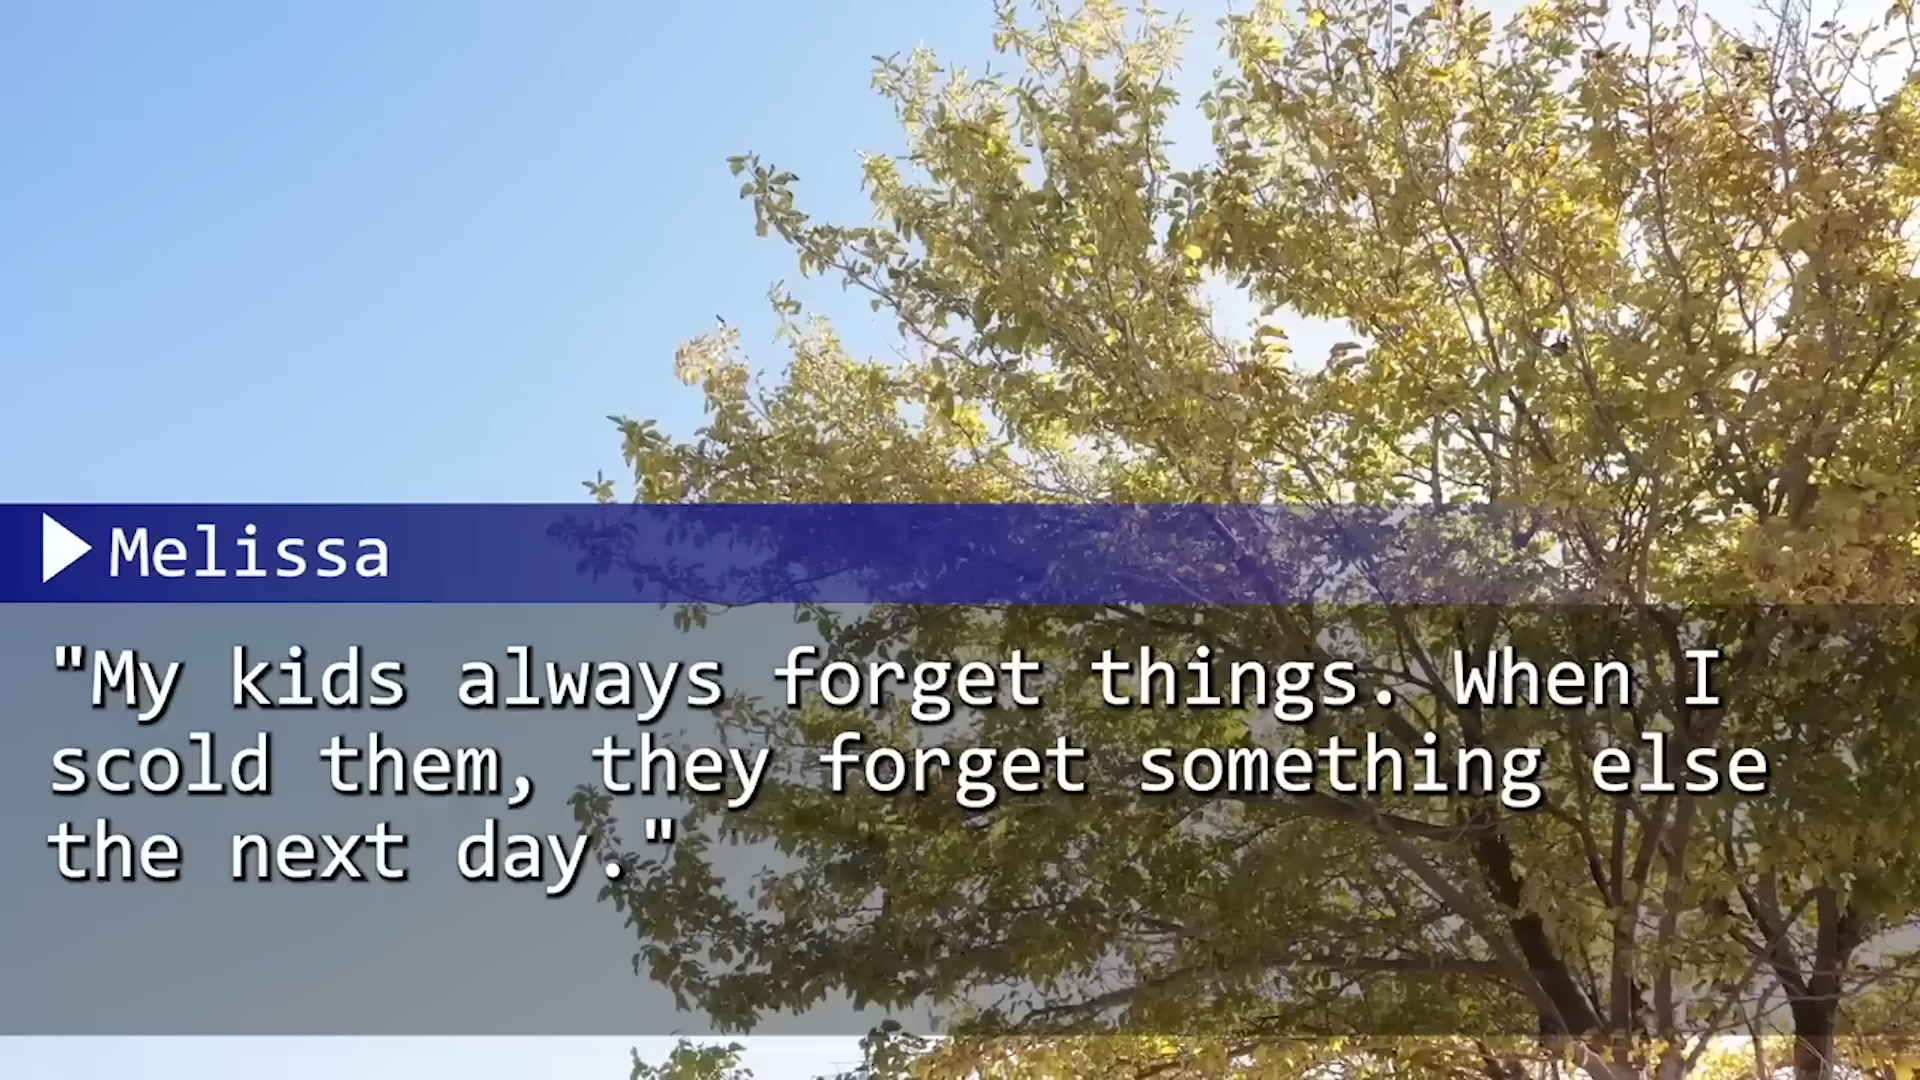 Melissa
"My kids always forget things. When I
scold them, they forget something else
the next day."